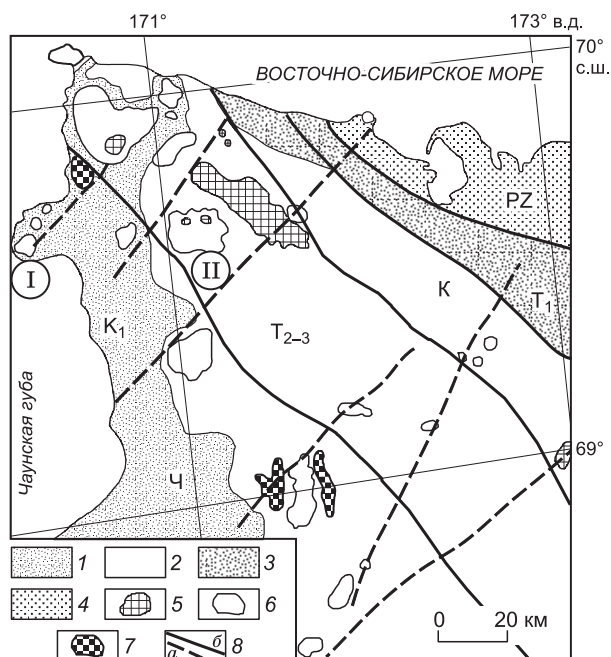 171°
173° в.д.
70°
с.ш.
ВОСТОЧНО-СИБИРСКОЕ МОРЕ
PZ
I
II
К
T₁
K₁
T₂₋₃
Чаунская губа
69°
Ч
1
2
3
4
5
6
7
а
б
8
0 20 км